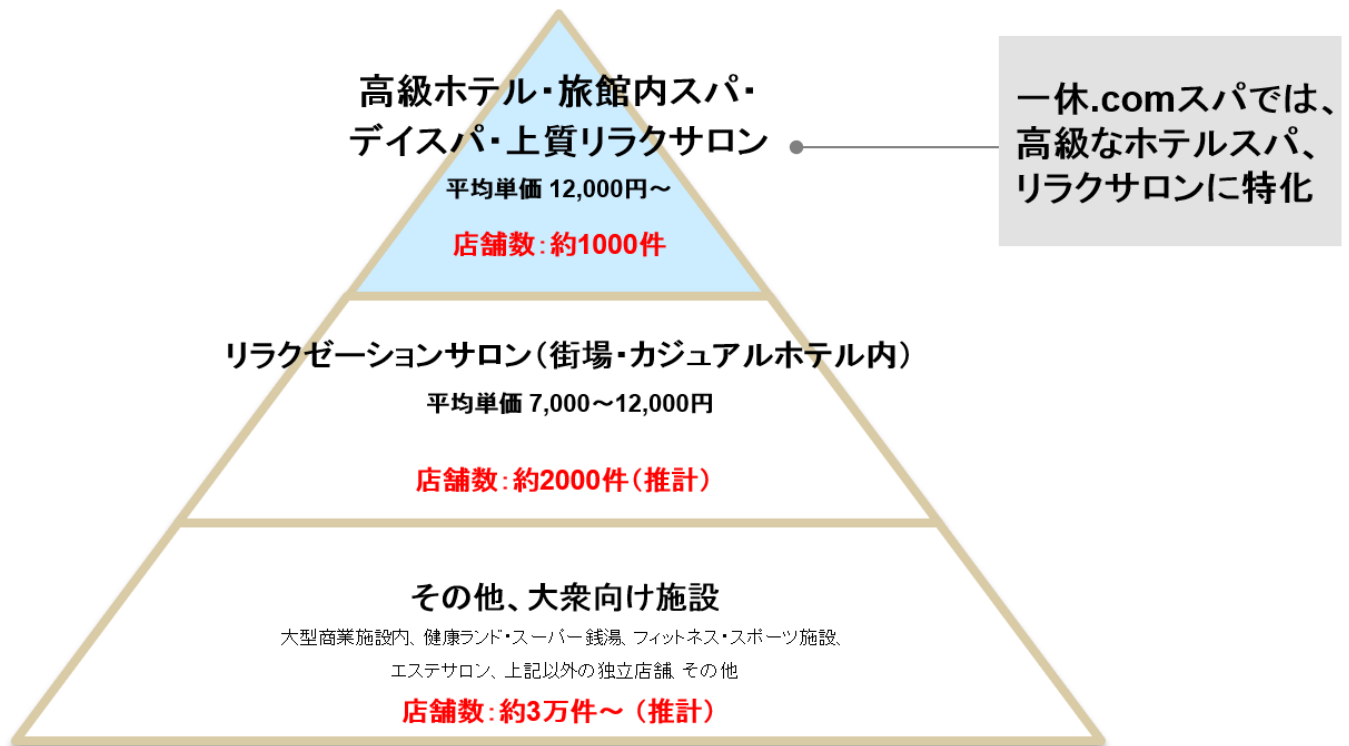 高級ホテル・旅館内スパ・
デイスパ・上質リラクサロン
平均単価 12,000円～
店舗数：約1000件
一休.comスパでは、
高級なホテルスパ、
リラクサロンに特化
リラクゼーションサロン（街場・カジュアルホテル内）
平均単価 7,000～12,000円
店舗数：約2000件（推計）
その他、大衆向け施設
大型商業施設内、健康ランド・スーパー銭湯、フィットネス・スポーツ施設、
エステサロン、上記以外の独立店舗、その他
店舗数：約3万件～（推計）